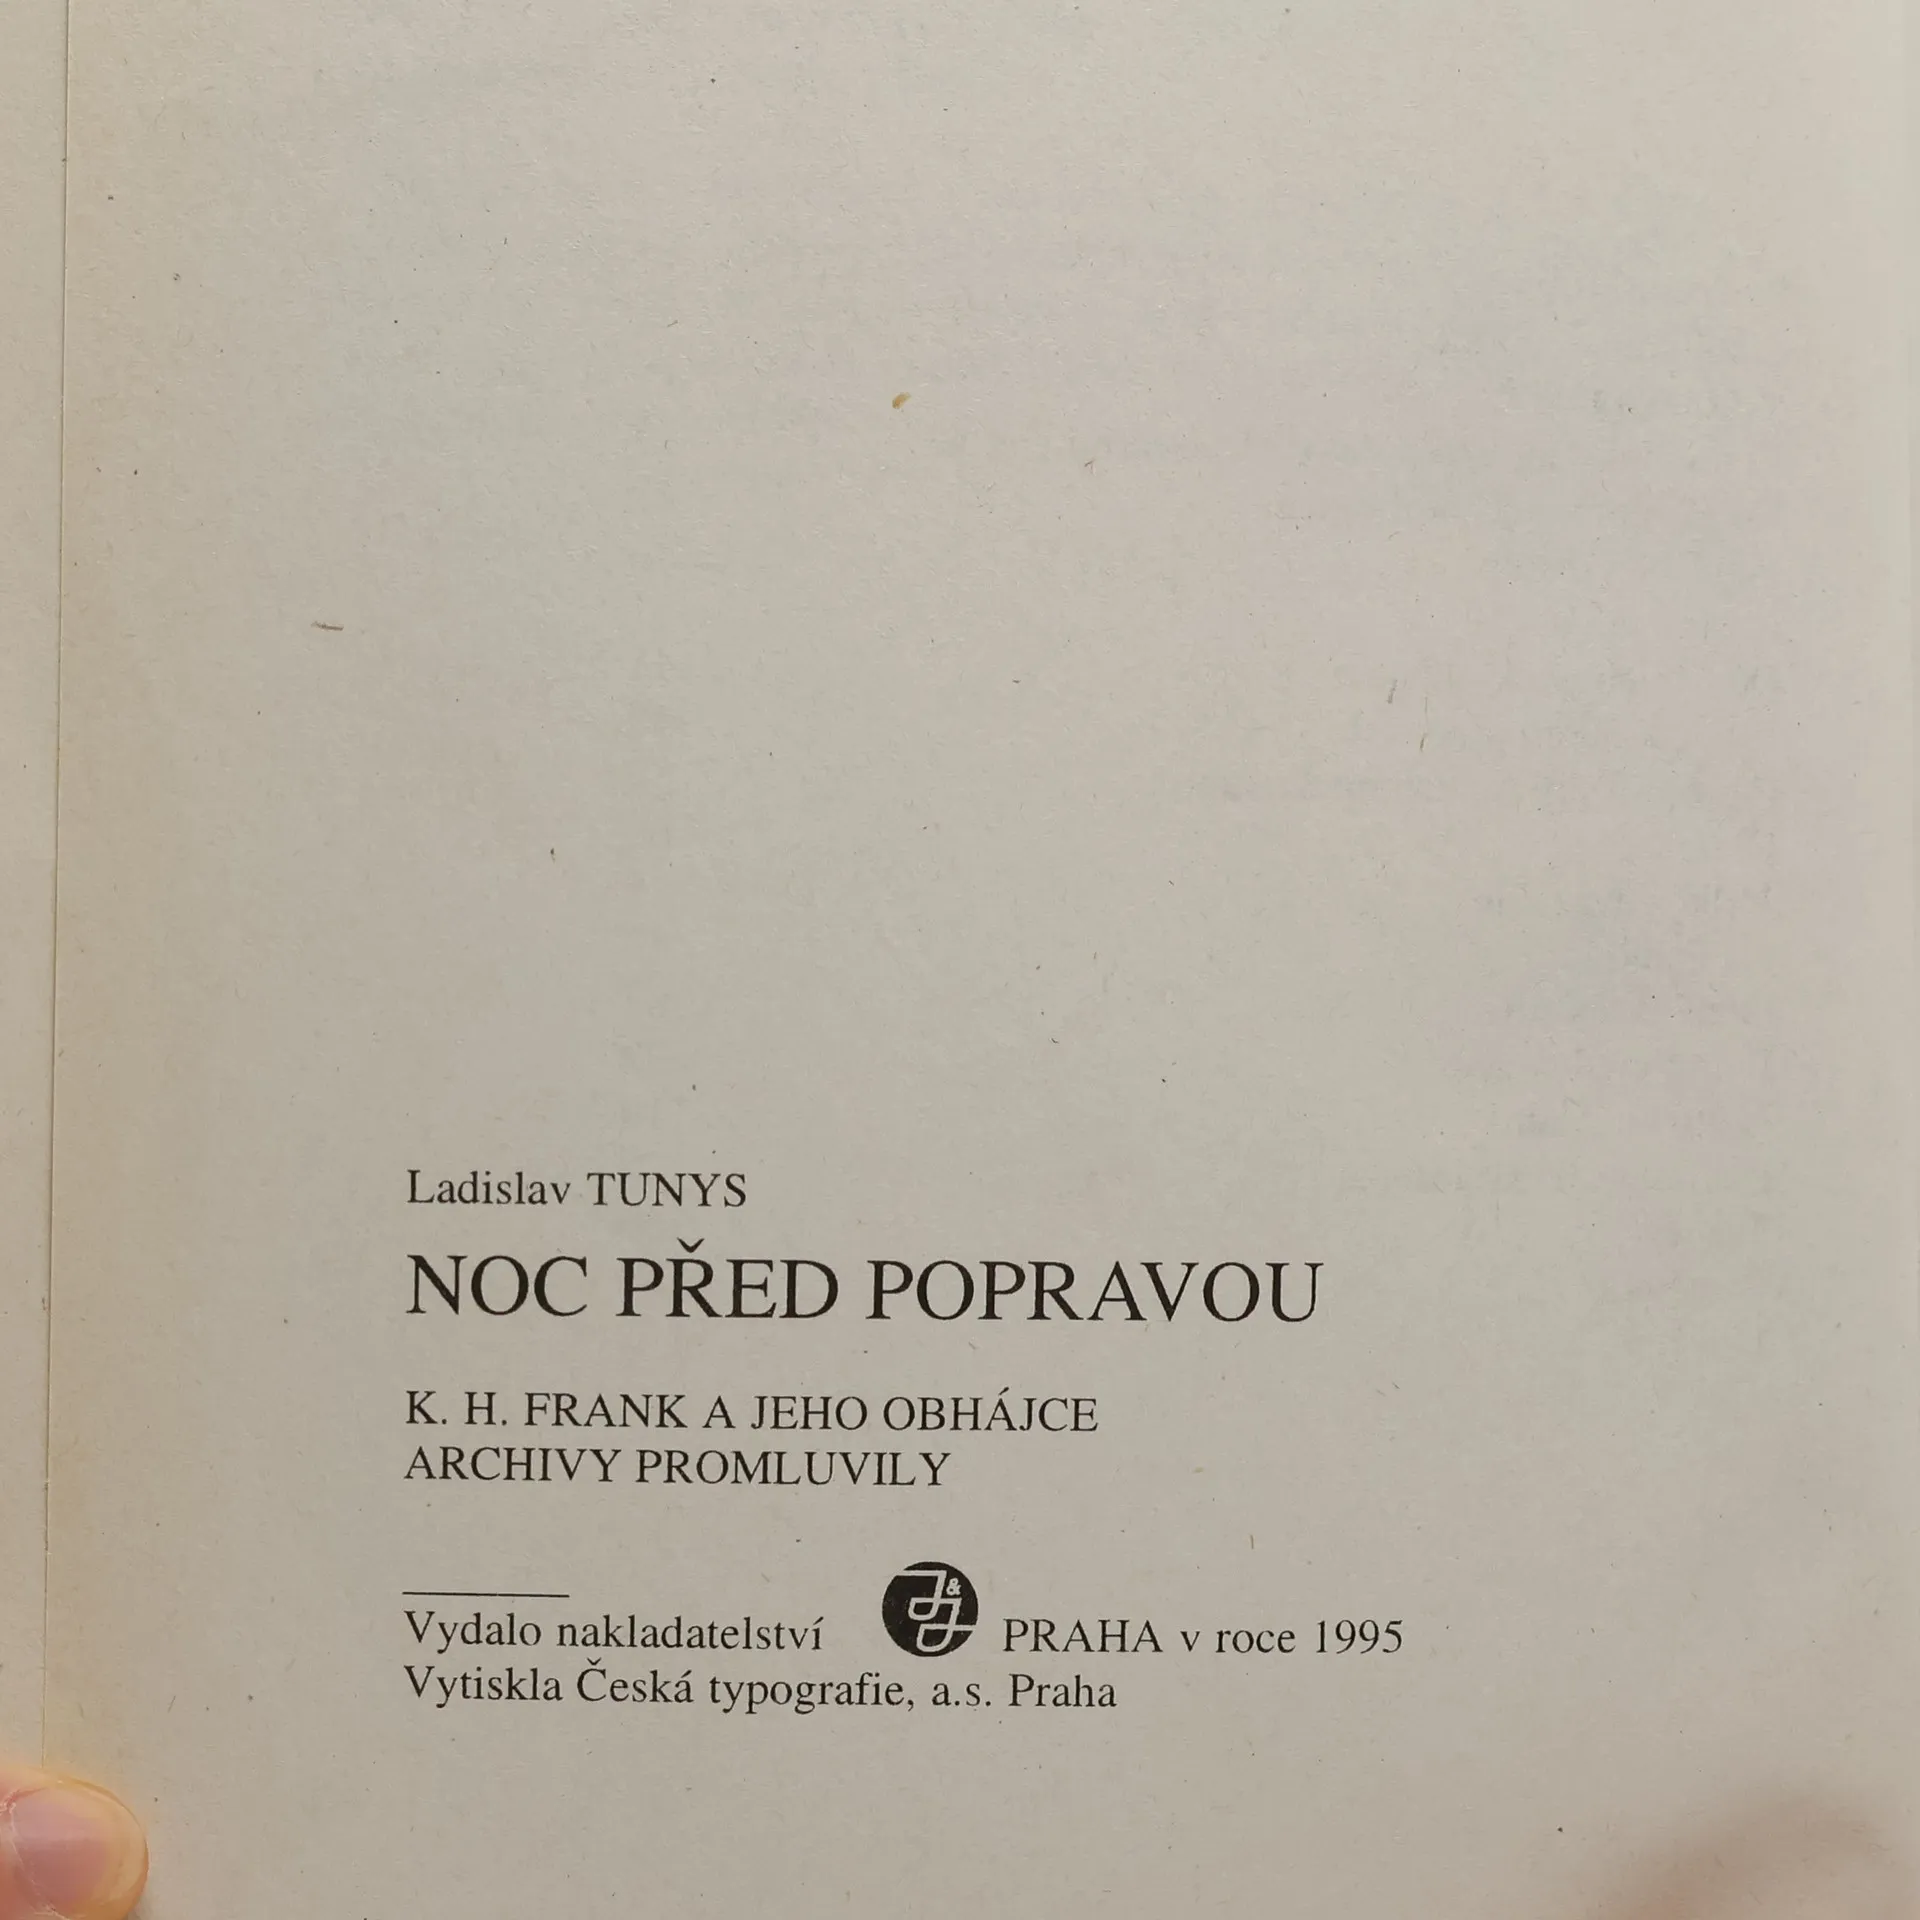 Ladislav TUNYS
NOC PŘED POPRAVOU
K. H. FRANK A JEHO OBHÁJCE
ARCHIVY PROMLUVILY
Vydalo nakladatelství J&J PRAHA v roce 1995
Vytiskla Česká typografie, a.s. Praha